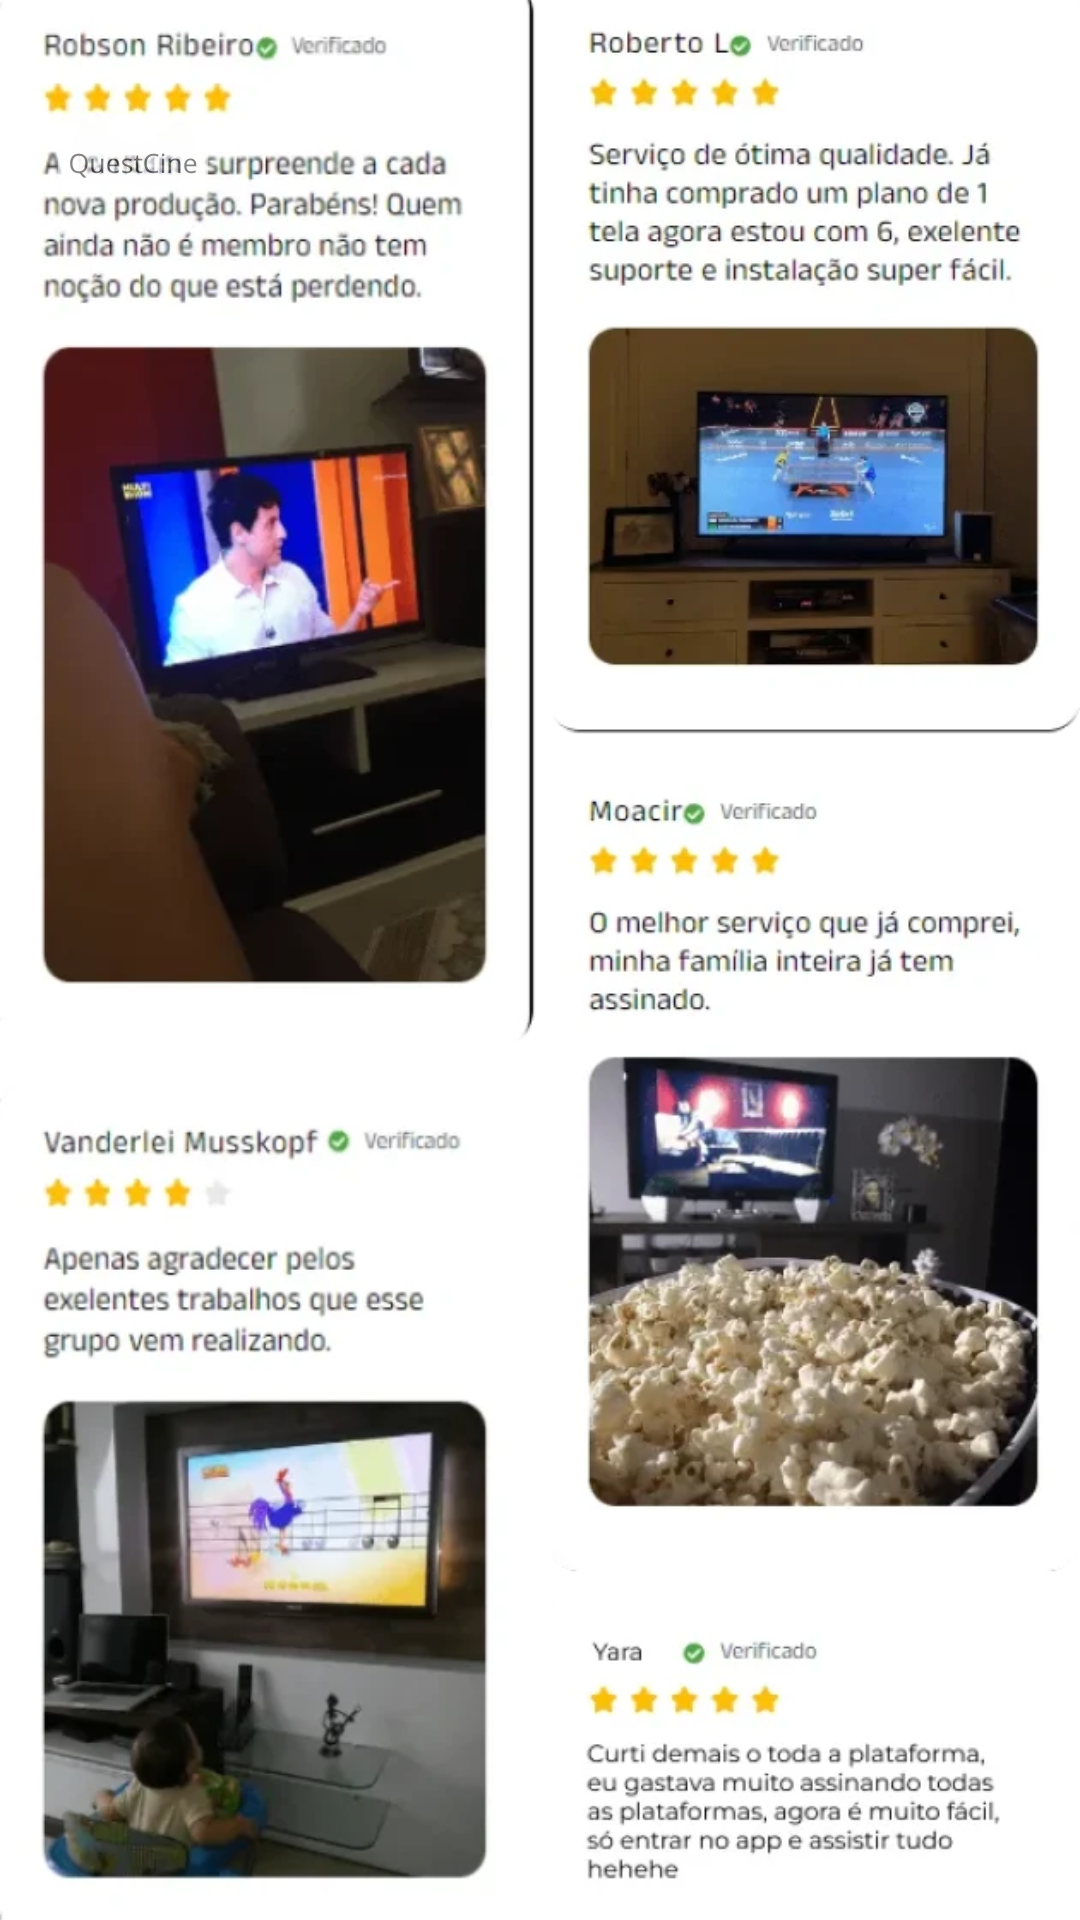 Robson Ribeiro Verificado
A QuestCine surpreende a cada
nova produção. Parabéns! Quem
ainda não é membro não tem
noção do que está perdendo.
MULTI
SHOW
Vanderlei Musskopf Verificado
Apenas agradecer pelos
exelentes trabalhos que esse
grupo vem realizando.
Roberto L Verificado
Serviço de ótima qualidade. Já
tinha comprado um plano de 1
tela agora estou com 6, exelente
suporte e instalação super fácil.
Moacir Verificado
O melhor serviço que já comprei,
minha família inteira já tem
assinado.
Yara Verificado
Curti demais o toda a plataforma,
eu gastava muito assinando todas
as plataformas, agora é muito fácil,
só entrar no app e assistir tudo
hehehe